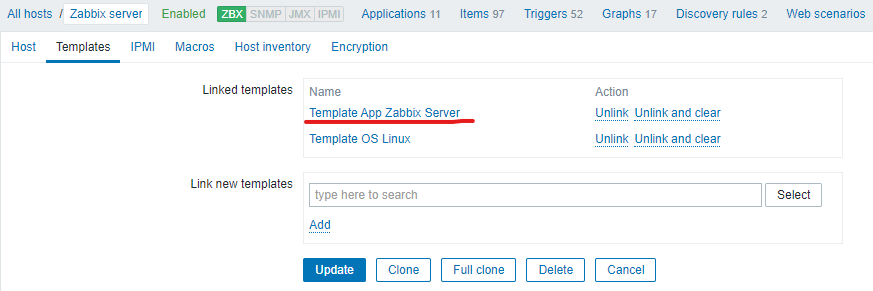 All hosts / Zabbix server Enabled ZBX SNMP JMX IPMI Applications 11 Items 97 Triggers 52 Graphs 17 Discovery rules 2 Web scenarios
Host Templates IPMI Macros Host inventory Encryption
Linked templates Name Action
Template App Zabbix Server Unlink Unlink and clear
Template OS Linux Unlink Unlink and clear
Link new templates type here to search Select
Add
Update Clone Full clone Delete Cancel